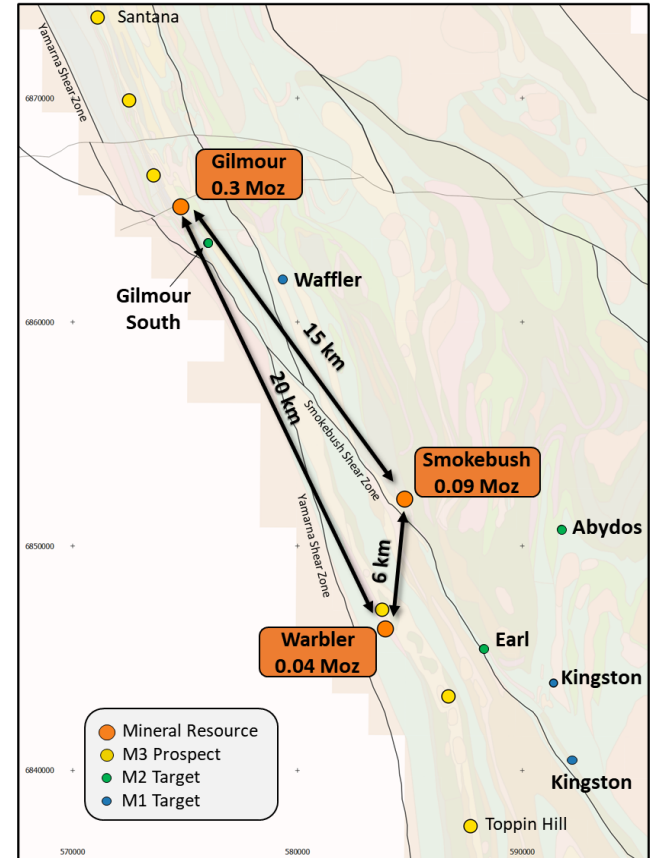 Santana
Yamarna Shear Zone
6870000
Gilmour
0.3 Moz
Waffler
Gilmour
South
6860000
15 km
20 km
Smokebush Shear Zone
Smokebush
0.09 Moz
Yamarna Shear Zone
Abydos
6850000
6 km
Warbler
0.04 Moz
Earl
Kingston
Kingston
Mineral Resource
M3 Prospect
M2 Target
M1 Target
6840000
Toppin Hill
570000
580000
590000